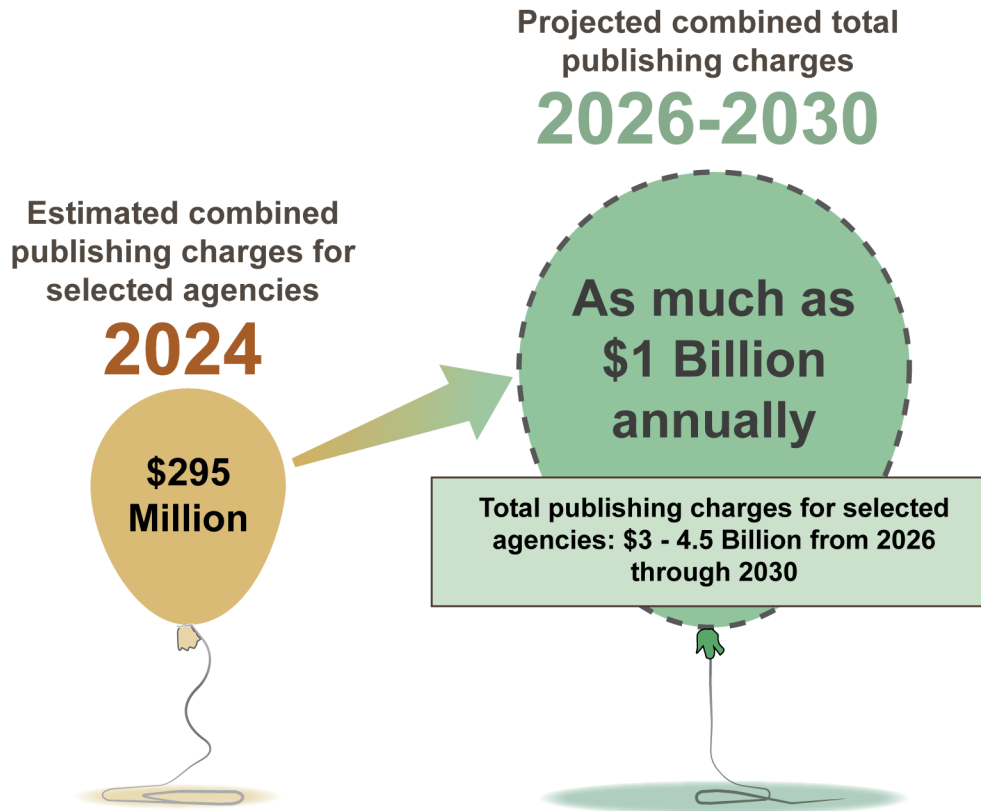 Projected combined total
publishing charges
2026-2030
Estimated combined
publishing charges for
selected agencies
2024
$295
Million
As much as
$1 Billion
annually
Total publishing charges for selected
agencies: $3 - 4.5 Billion from 2026
through 2030